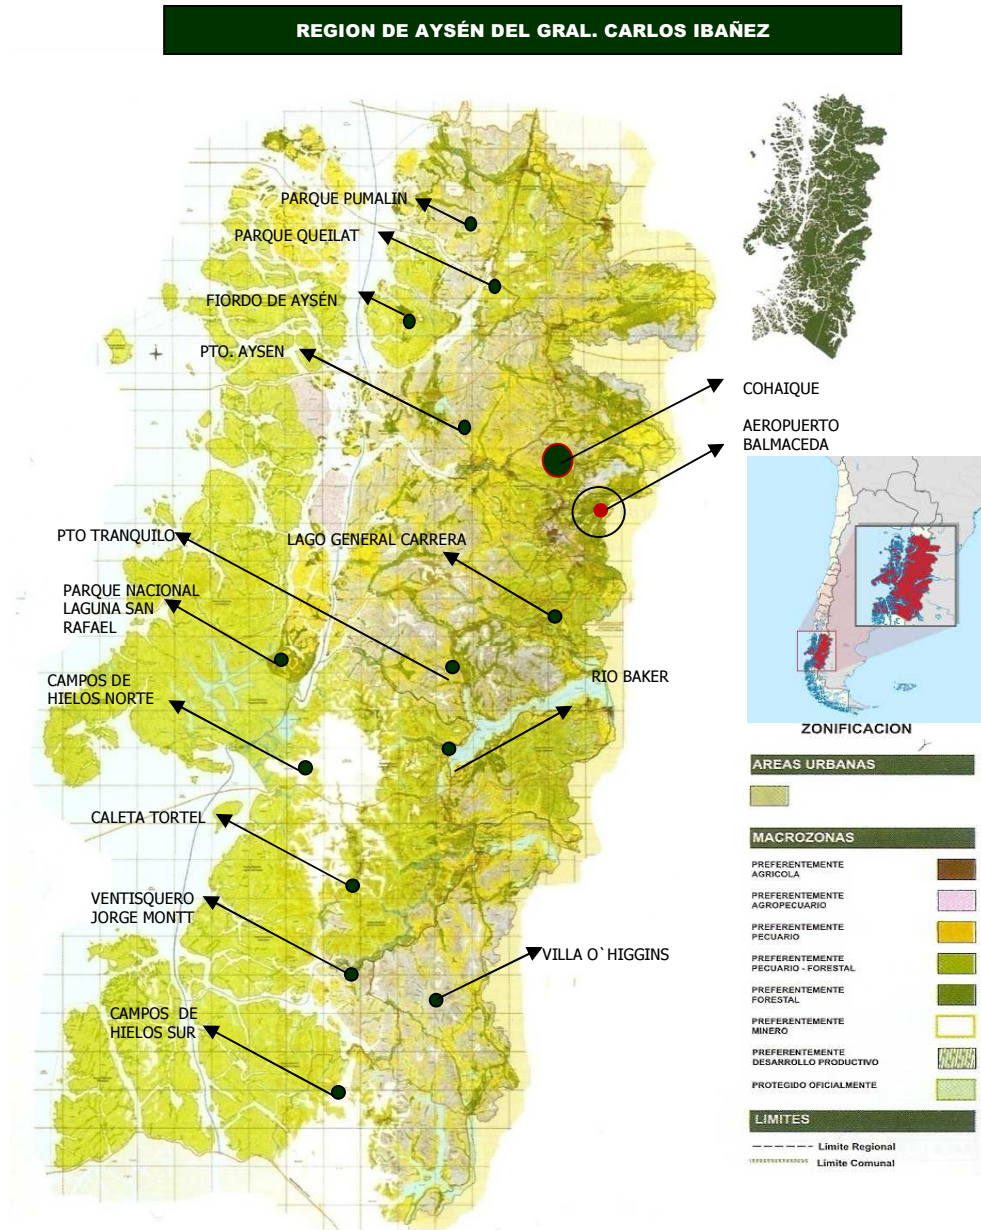 REGION DE AYSÉN DEL GRAL. CARLOS IBAÑEZ
PARQUE PUMALIN
PARQUE QUEILAT
FIORDO DE AYSÉN
PTO. AYSEN
COHAIQUE
AEROPUERTO
BALMACEDA
PTO TRANQUILO
LAGO GENERAL CARRERA
PARQUE NACIONAL
LAGUNA SAN
RAFAEL
CAMPOS DE
HIELOS NORTE
RIO BAKER
CALETA TORTEL
VENTISQUERO
JORGE MONTT
VILLA O`HIGGINS
CAMPOS DE
HIELOS SUR
ZONIFICACION
AREAS URBANAS
MACROZONAS
PREFERENTEMENTE
AGRICOLA
PREFERENTEMENTE
AGROPECUARIO
PREFERENTEMENTE
PECUARIO
PREFERENTEMENTE
PECUARIO - FORESTAL
PREFERENTEMENTE
FORESTAL
PREFERENTEMENTE
MINERO
PREFERENTEMENTE
DESARROLLO PRODUCTIVO
PROTEGIDO OFICIALMENTE
LIMITES
Limite Regional
Limite Comunal